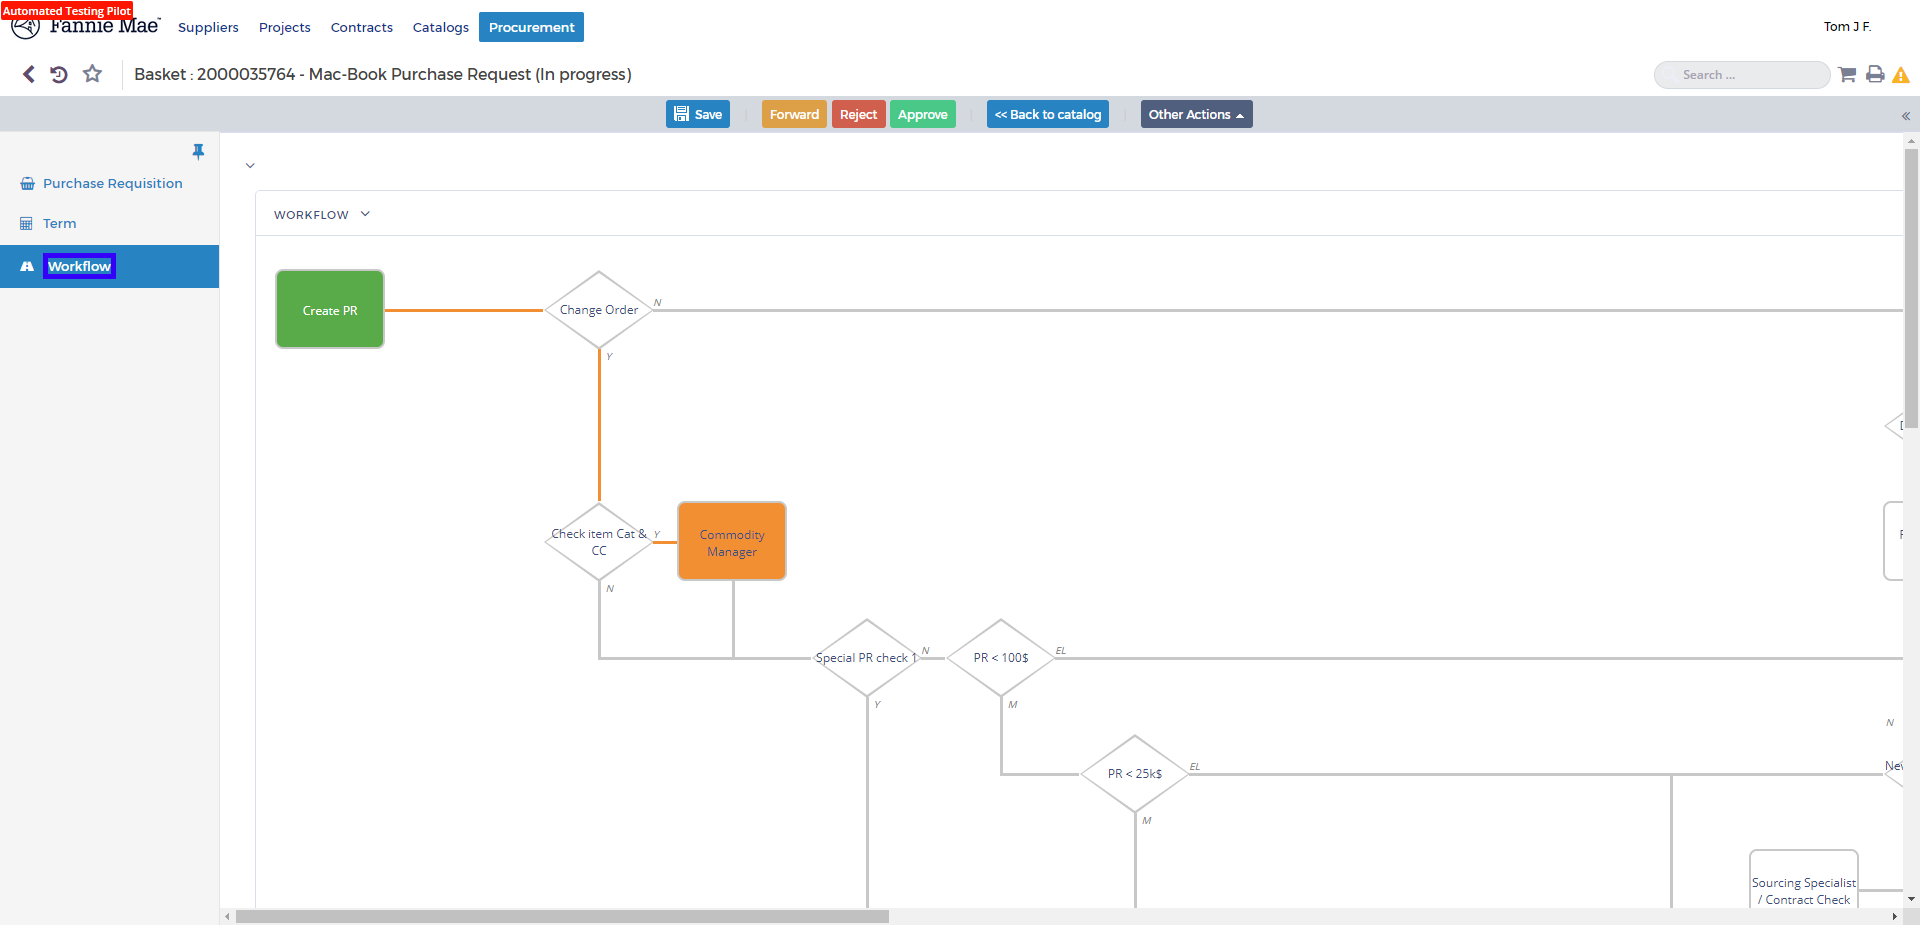 Automated Testing Pilot
Fannie Mae
Suppliers
Projects
Contracts
Catalogs
Procurement
Tom J F.
Basket : 2000035764 - Mac-Book Purchase Request (In progress)
Search ...
Save
Forward
Reject
Approve
<< Back to catalog
Other Actions
Purchase Requisition
Term
Workflow
WORKFLOW
Create PR
Change Order
N
Y
Check item Cat &
CC
Y
Commodity
Manager
N
Special PR check 1
N
PR < 100$
EL
Y
M
N
PR < 25k$
EL
M
Sourcing Specialist
/ Contract Check